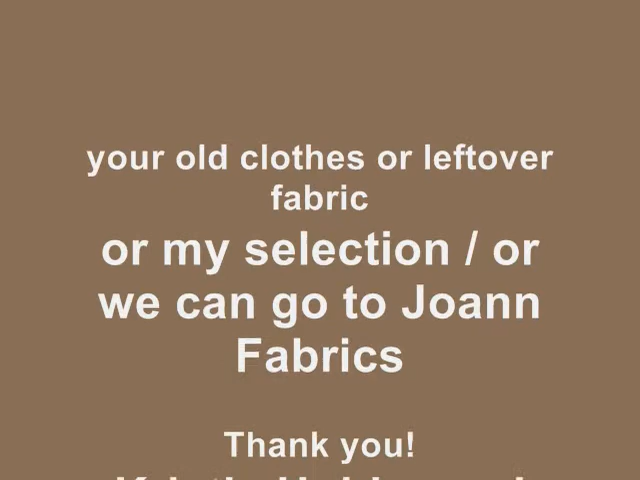 your old clothes or leftover
fabric
or my selection / or
we can go to Joann
Fabrics
Thank you!